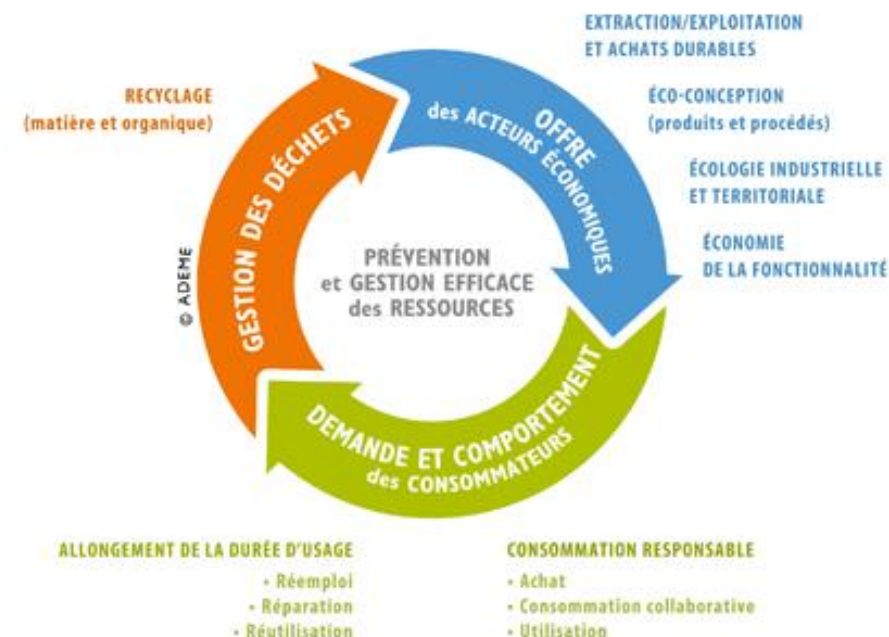 EXTRACTION/EXPLOITATION
ET ACHATS DURABLES
RECYCLAGE
(matière et organique)
ÉCO-CONCEPTION
(produits et procédés)
ÉCOLOGIE INDUSTRIELLE
ET TERRITORIALE
ÉCONOMIE
DE LA FONCTIONNALITÉ
OFFRE
des ACTEURS ÉCONOMIQUES
GESTION DES DÉCHETS
© ADEME
PRÉVENTION
et GESTION EFFICACE
des RESSOURCES
DEMANDE ET COMPORTEMENT
des CONSOMMATEURS
ALLONGEMENT DE LA DURÉE D'USAGE
• Réemploi
• Réparation
• Réutilisation
CONSOMMATION RESPONSABLE
• Achat
• Consommation collaborative
• Utilisation